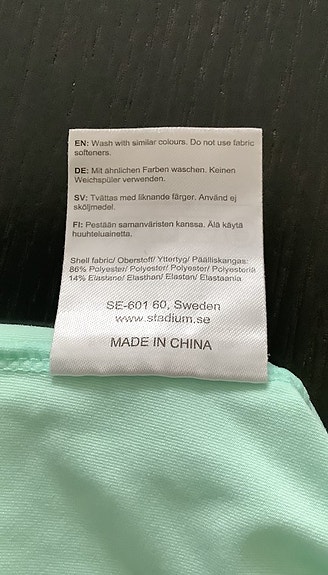 EN: Wash with similar colours. Do not use fabric
softeners.
DE: Mit ähnlichen Farben waschen. Keinen
Weichspüler verwenden.
SV: Tvättas med liknande färger. Använd ej
sköljmedel.
FI: Pestään samanväristen kanssa. Älä käytä
huuhteluainetta.
Shell fabric/ Oberstoff/ Yttertyg/ Päälliskangas:
86% Polyester/ Polyester/ Polyester/ Polyesteria
14% Elastane/ Elasthan/ Elastan/ Elastaania
SE-601 60, Sweden
www.stadium.se
MADE IN CHINA